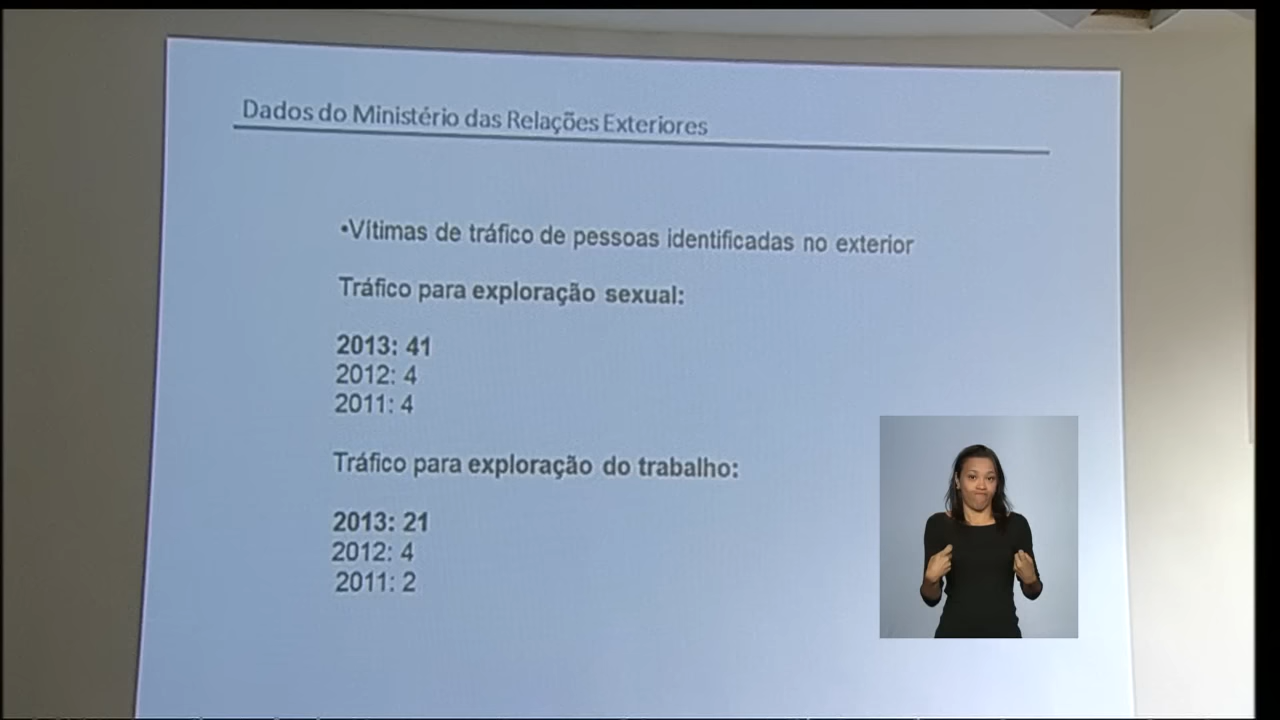 Dados do Ministério das Relações Exteriores
•Vítimas de tráfico de pessoas identificadas no exterior
Tráfico para exploração sexual:
2013: 41
2012: 4
2011: 4
Tráfico para exploração do trabalho:
2013: 21
2012: 4
2011: 2